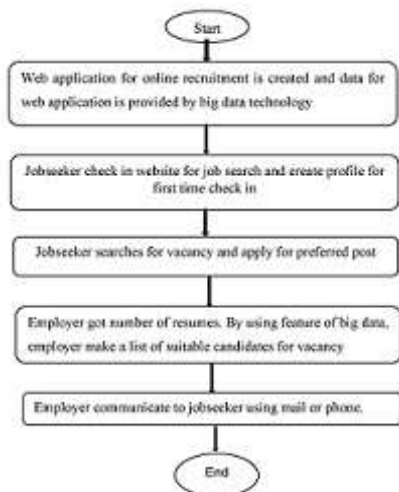 Start
Web application for online recruitment is created and data for
web application is provided by big data technology
Jobseeker check in website for job search and create profile for
first time check in
Jobseeker searches for vacancy and apply for preferred post
Employer got number of resumes. By using feature of big data,
employer make a list of suitable candidates for vacancy
Employer communicate to jobseeker using mail or phone.
End